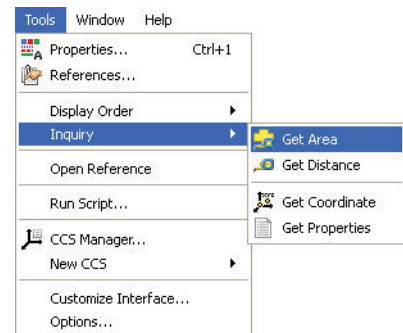 Tools Window Help
Properties... Ctrl+1
References...
Display Order
Inquiry
Get Area
Get Distance
Get Coordinate
Get Properties
Open Reference
Run Script...
CCS Manager...
New CCS
Customize Interface...
Options...